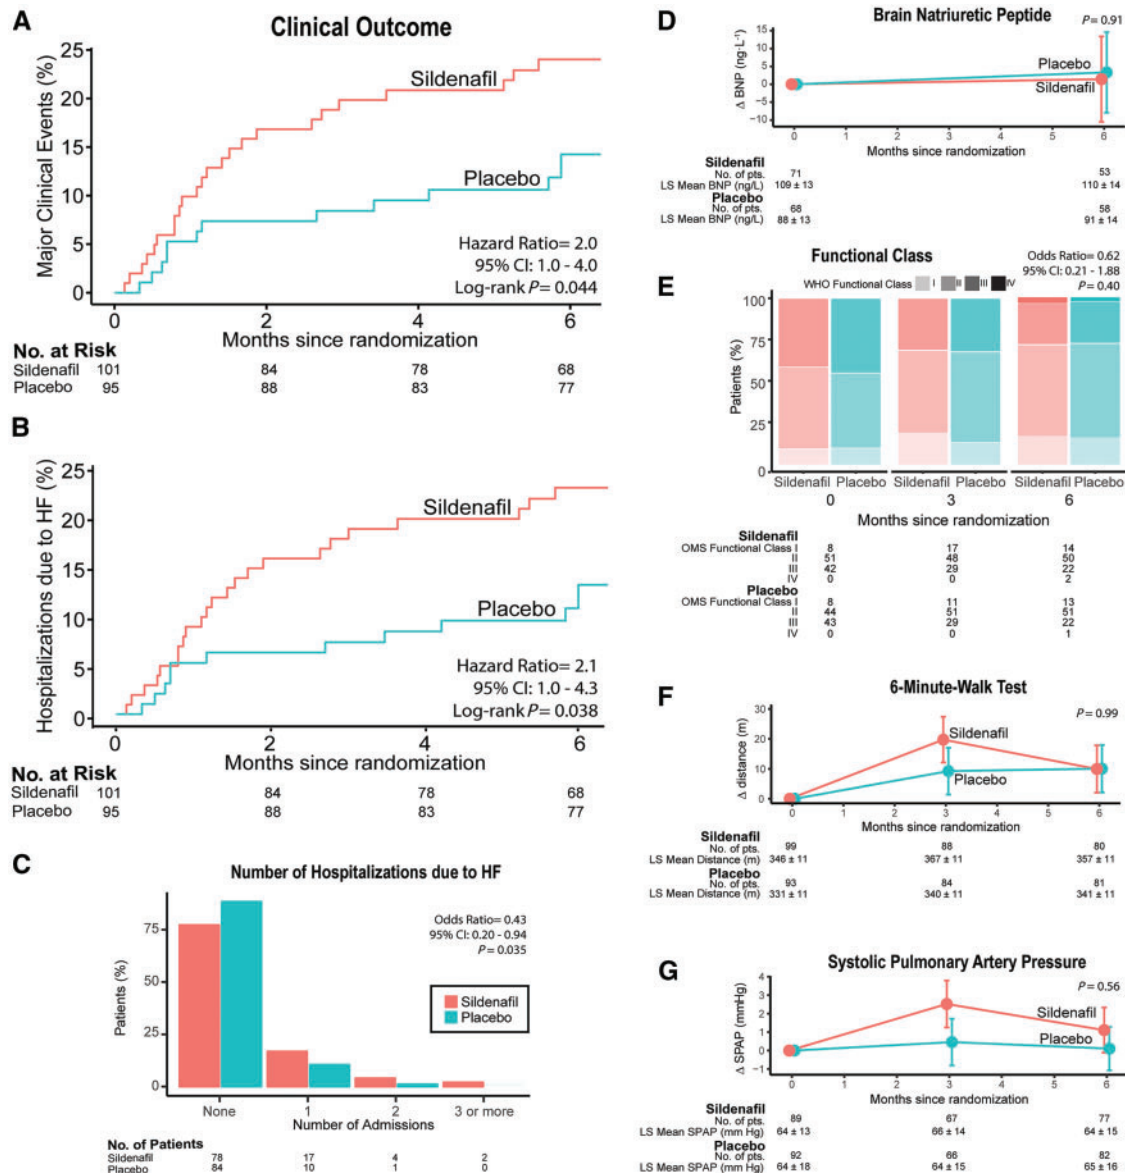 A
Clinical Outcome
Major Clinical Events (%)
25
20
15
10
5
0
Sildenafil
Placebo
Hazard Ratio= 2.0
95% CI: 1.0 - 4.0
Log-rank P= 0.044
0 2 4 6
Months since randomization
No. at Risk
Sildenafil 101 84 78 68
Placebo 95 88 83 77
B
Hospitalizations due to HF (%)
25
20
15
10
5
0
Sildenafil
Placebo
Hazard Ratio= 2.1
95% CI: 1.0 - 4.3
Log-rank P= 0.038
0 2 4 6
Months since randomization
No. at Risk
Sildenafil 101 84 78 68
Placebo 95 88 83 77
C
Number of Hospitalizations due to HF
Patients (%)
75
50
25
0
Odds Ratio= 0.43
95% CI: 0.20 - 0.94
P = 0.035
Sildenafil
Placebo
None 1 2 3 or more
Number of Admissions
No. of Patients
Sildenafil 78 17 4 2
Placebo 84 10 1 0
D
Brain Natriuretic Peptide
P= 0.91
Δ BNP (ng·L⁻¹)
15
10
5
0
−5
−10
Placebo
Sildenafil
0 1 2 3 4 5 6
Months since randomization
Sildenafil
No. of pts. 71 53
LS Mean BNP (ng/L) 109 ± 13 110 ± 14
Placebo
No. of pts. 68 58
LS Mean BNP (ng/L) 88 ± 13 91 ± 14
E
Functional Class
Odds Ratio= 0.62
95% CI: 0.21 - 1.88
P = 0.40
WHO Functional Class I II III IV
Patients (%)
100
75
50
25
0
Sildenafil Placebo Sildenafil Placebo Sildenafil Placebo
0 3 6
Months since randomization
Sildenafil
OMS Functional Class I 8 17 14
II 51 48 50
III 42 29 22
IV 0 0 2
Placebo
OMS Functional Class I 8 11 13
II 44 51 51
III 43 29 22
IV 0 0 1
F
6-Minute-Walk Test
P = 0.99
Δ distance (m)
30
20
10
0
Sildenafil
Placebo
0 1 2 3 4 5 6
Months since randomization
Sildenafil
No. of pts. 99 88 80
LS Mean Distance (m) 346 ± 11 367 ± 11 357 ± 11
Placebo
No. of pts. 93 84 81
LS Mean Distance (m) 331 ± 11 340 ± 11 341 ± 11
G
Systolic Pulmonary Artery Pressure
P = 0.56
Δ SPAP (mmHg)
4
3
2
1
0
−1
Sildenafil
Placebo
0 1 2 3 4 5 6
Months since randomization
Sildenafil
No. of pts. 89 67 77
LS Mean SPAP (mm Hg) 64 ± 13 66 ± 14 64 ± 15
Placebo
No. of pts. 92 66 82
LS Mean SPAP (mm Hg) 64 ± 18 64 ± 15 65 ± 16